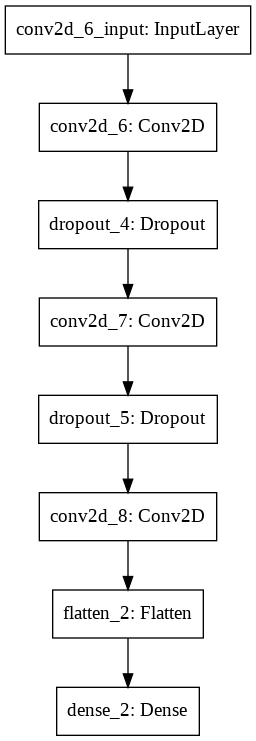 conv2d_6_input: InputLayer
conv2d_6: Conv2D
dropout_4: Dropout
conv2d_7: Conv2D
dropout_5: Dropout
conv2d_8: Conv2D
flatten_2: Flatten
dense_2: Dense